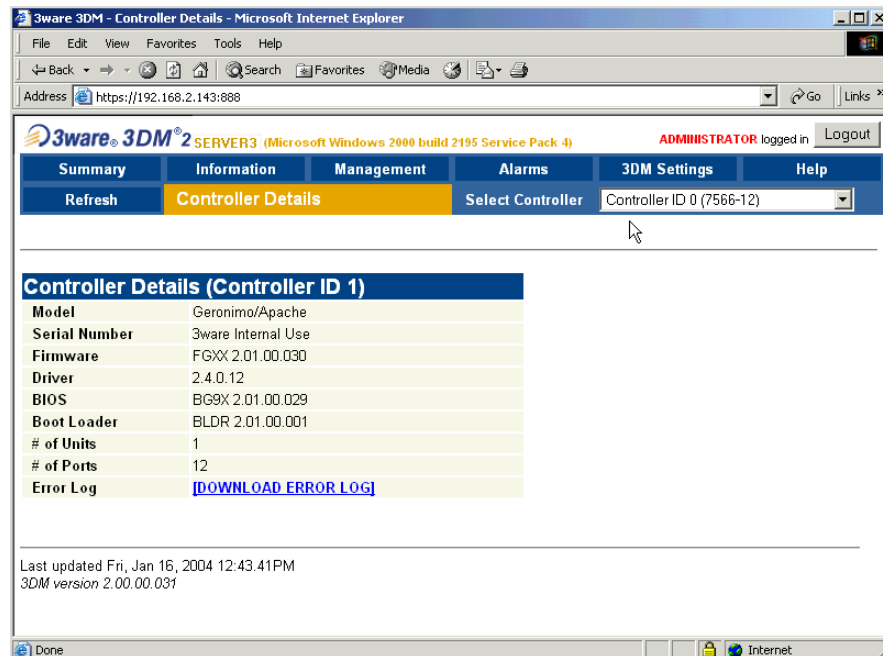 3ware 3DM - Controller Details - Microsoft Internet Explorer
File Edit View Favorites Tools Help
Back Search Favorites Media
Address https://192.168.2.143:888 Go Links »
3ware® 3DM®2 SERVER3 (Microsoft Windows 2000 build 2195 Service Pack 4) ADMINISTRATOR logged in Logout
Summary Information Management Alarms 3DM Settings Help
Refresh Controller Details Select Controller Controller ID 0 (7566-12)
Controller Details (Controller ID 1)
Model Geronimo/Apache
Serial Number 3ware Internal Use
Firmware FGXX 2.01.00.030
Driver 2.4.0.12
BIOS BG9X 2.01.00.029
Boot Loader BLDR 2.01.00.001
# of Units 1
# of Ports 12
Error Log [DOWNLOAD ERROR LOG]
Last updated Fri, Jan 16, 2004 12:43.41PM
3DM version 2.00.00.031
Done Internet